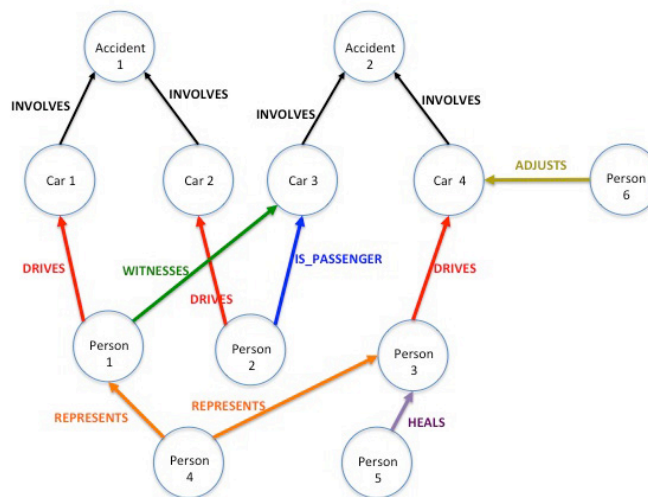 Accident
1
Accident
2
INVOLVES
INVOLVES
INVOLVES
INVOLVES
Car 1
Car 2
Car 3
Car 4
ADJUSTS
Person
6
DRIVES
WITNESSES
DRIVES
IS_PASSENGER
DRIVES
Person
1
Person
2
Person
3
REPRESENTS
REPRESENTS
HEALS
Person
4
Person
5